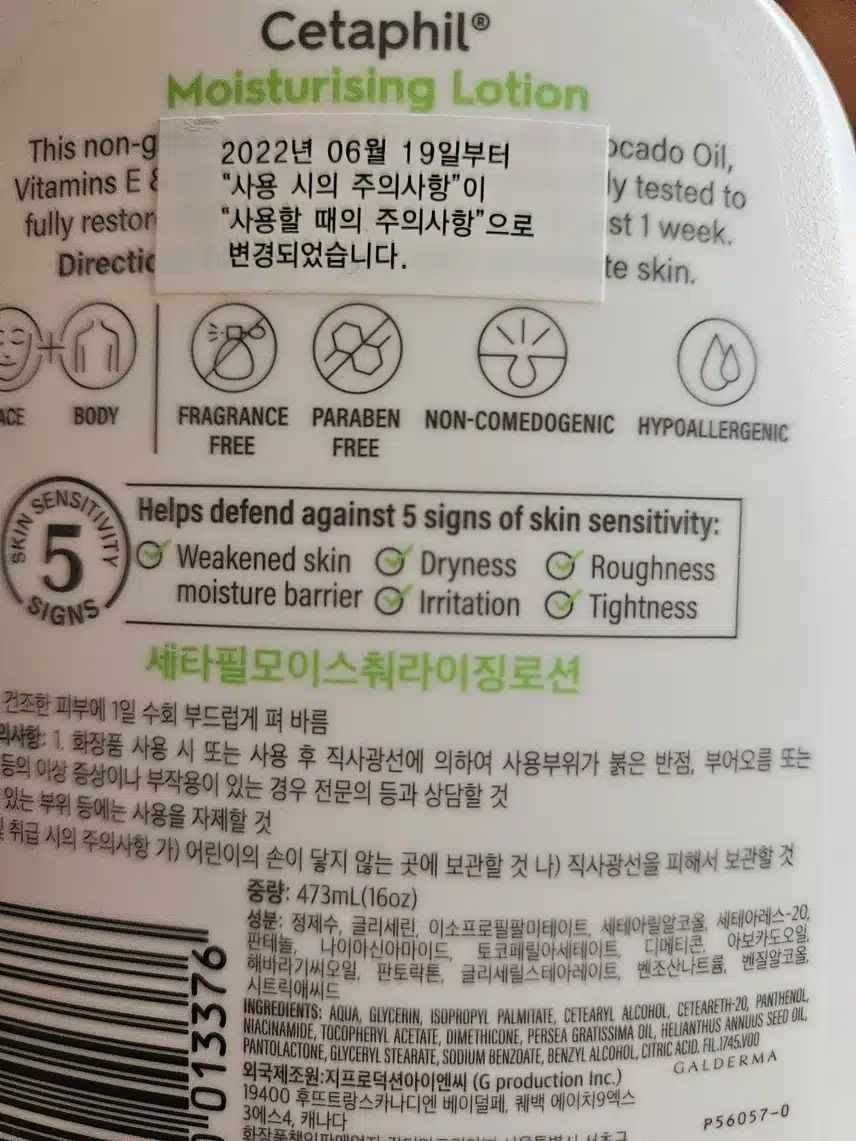 Cetaphil®
Moisturising Lotion
This non-g
Vitamins E &
fully restor
Directio
2022년 06월 19일부터
"사용 시의 주의사항"이
"사용할 때의 주의사항"으로
변경되었습니다.
ocado Oil,
ly tested to
st 1 week.
te skin.
ACE
BODY
FRAGRANCE
FREE
PARABEN
FREE
NON-COMEDOGENIC
HYPOALLERGENIC
SKIN SENSITIVITY
5
SIGNS
Helps defend against 5 signs of skin sensitivity:
Weakened skin
moisture barrier
Dryness
Roughness
Irritation
Tightness
세타필모이스춰라이징로션
건조한 피부에 1일 수회 부드럽게 펴 바름
의사항: 1. 화장품 사용 시 또는 사용 후 직사광선에 의하여 사용부위가 붉은 반점, 부어오름 또는
등의 이상 증상이나 부작용이 있는 경우 전문의 등과 상담할 것
있는 부위 등에는 사용을 자제할 것
및 취급 시의 주의사항 가) 어린이의 손이 닿지 않는 곳에 보관할 것 나) 직사광선을 피해서 보관할 것
중량: 473mL(16oz)
성분: 정제수, 글리세린, 이소프로필팔미테이트, 세테아릴알코올, 세테아레스-20,
판테놀, 나이아신아마이드, 토코페릴아세테이트, 디메티콘, 아보카도오일,
해바라기씨오일, 판토락톤, 글리세릴스테아레이트, 벤조산나트륨, 벤질알코올,
시트릭애씨드
INGREDIENTS: AQUA, GLYCERIN, ISOPROPYL PALMITATE, CETEARYL ALCOHOL, CETEARETH-20, PANTHENOL,
NIACINAMIDE, TOCOPHERYL ACETATE, DIMETHICONE, PERSEA GRATISSIMA OIL, HELIANTHUS ANNUUS SEED OIL,
PANTOLACTONE, GLYCERYL STEARATE, SODIUM BENZOATE, BENZYL ALCOHOL, CITRIC ACID. FIL.1745.V00
GALDERMA
외국제조원:지프로덕션아이엔씨 (G production Inc.)
19400 후뜨트랑스카나디엔 베이덜페, 퀘백 에이치9엑스
3에스4, 캐나다
P56057-0
013376